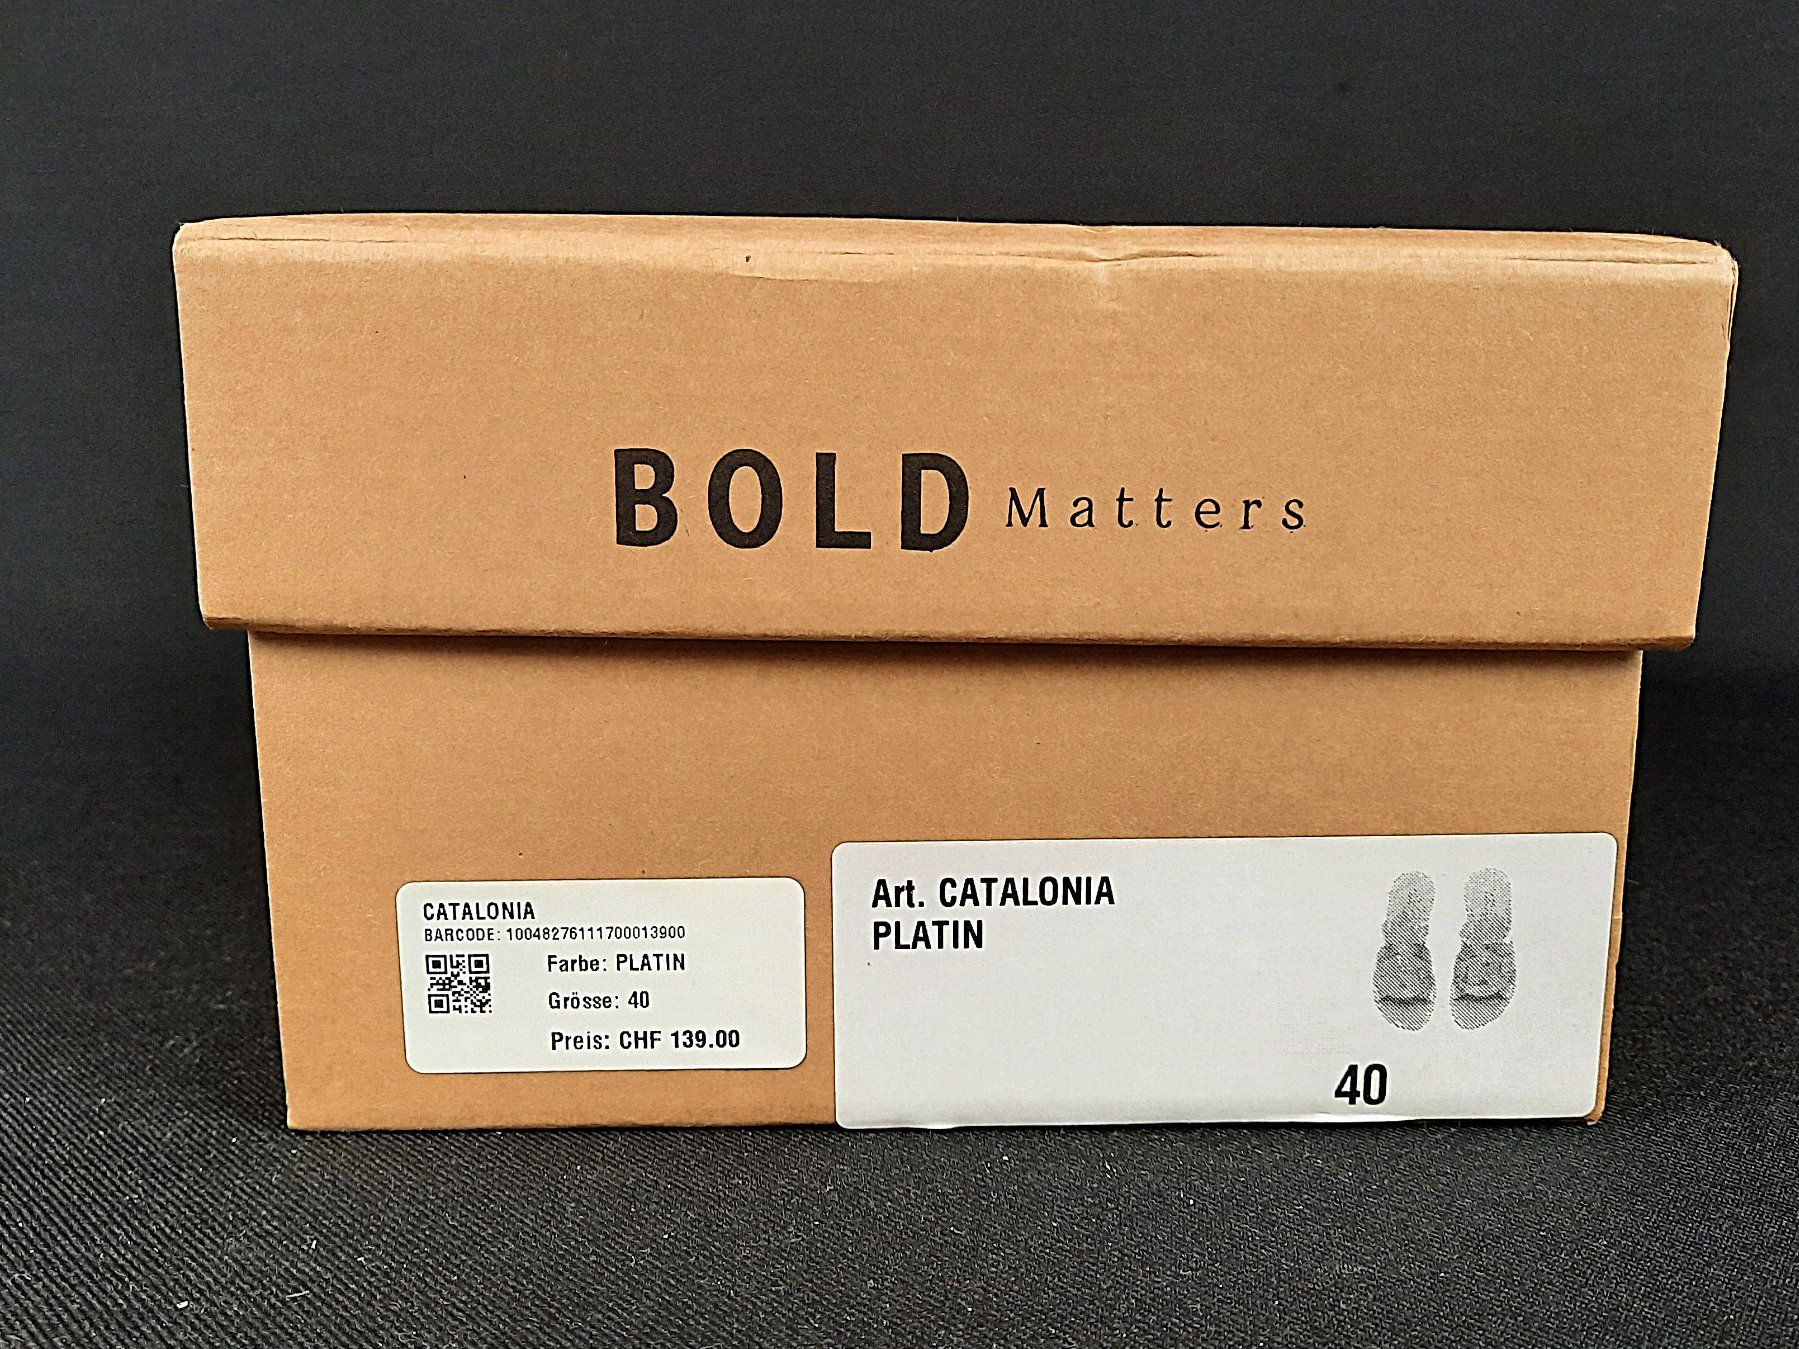 BOLD Matters
CATALONIA
BARCODE: 10048276111700013900
Farbe: PLATIN
Grösse: 40
Preis: CHF 139.00
Art. CATALONIA
PLATIN
40